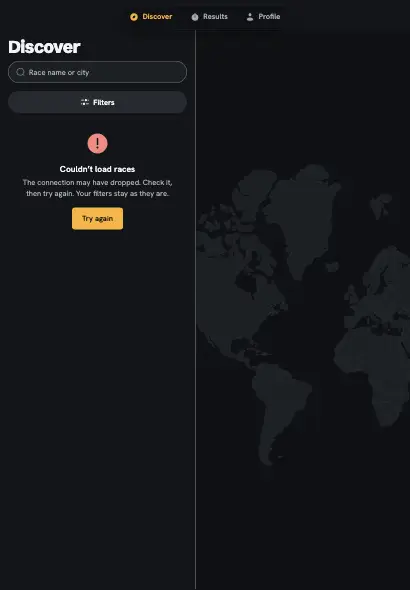 Discover
Results
Profile
Discover
Race name or city
Filters
Couldn't load races
The connection may have dropped. Check it,
then try again. Your filters stay as they are.
Try again